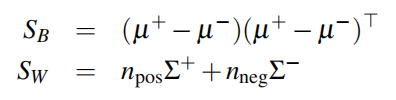 S_B = (μ⁺ − μ⁻)(μ⁺ − μ⁻)^⊤
S_W = n_pos Σ⁺ + n_neg Σ⁻